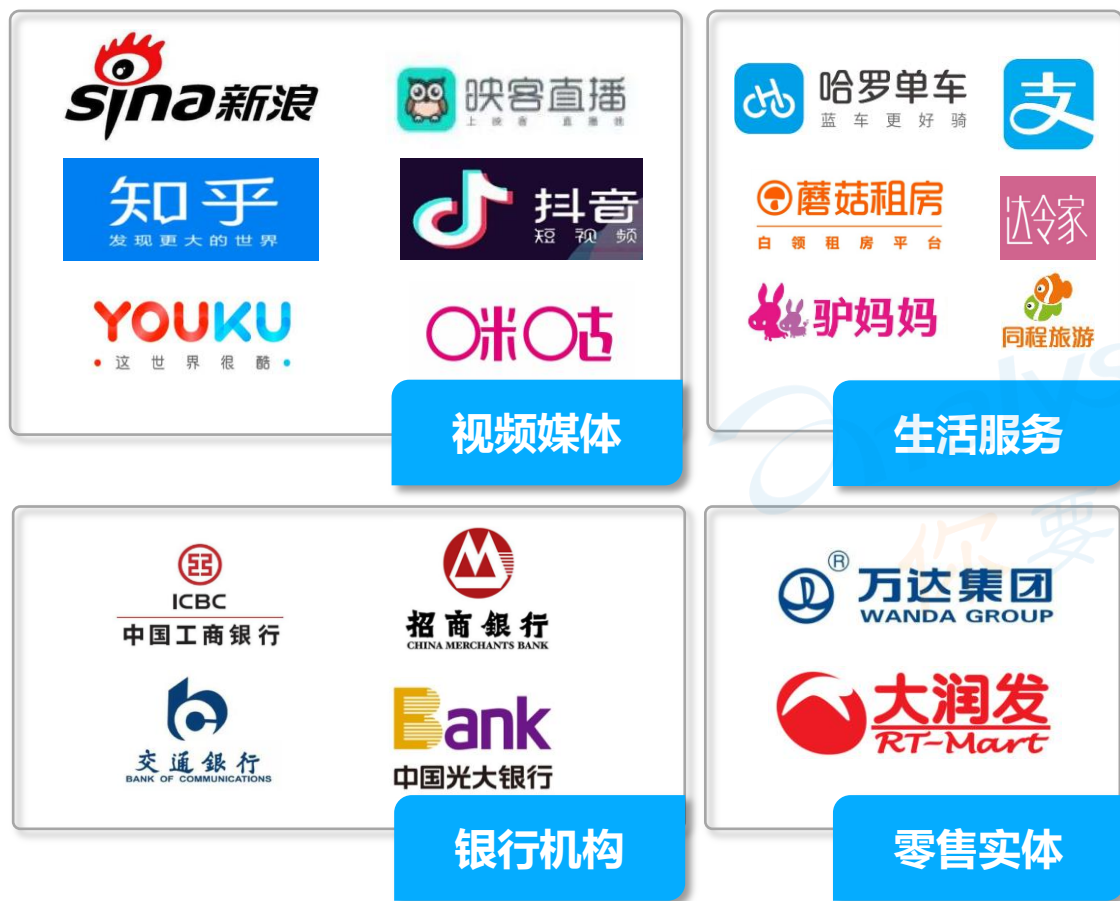 sina新浪
映客直播
上映客 直播我
知乎
发现更大的世界
抖音
短视频
YOUKU
这世界很酷
咪咕
视频媒体
哈罗单车
蓝车更好骑
支
蘑菇租房
白领租房平台
达令家
驴妈妈
同程旅游
生活服务
ICBC
中国工商银行
招商銀行
CHINA MERCHANTS BANK
交通銀行
BANK OF COMMUNICATIONS
Bank
中国光大银行
银行机构
®
万达集团
WANDA GROUP
大润发
RT-Mart
零售实体
你要